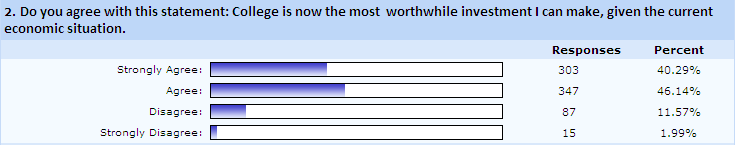 2. Do you agree with this statement: College is now the most worthwhile investment I can make, given the current
economic situation.
Responses Percent
Strongly Agree: 303 40.29%
Agree: 347 46.14%
Disagree: 87 11.57%
Strongly Disagree: 15 1.99%